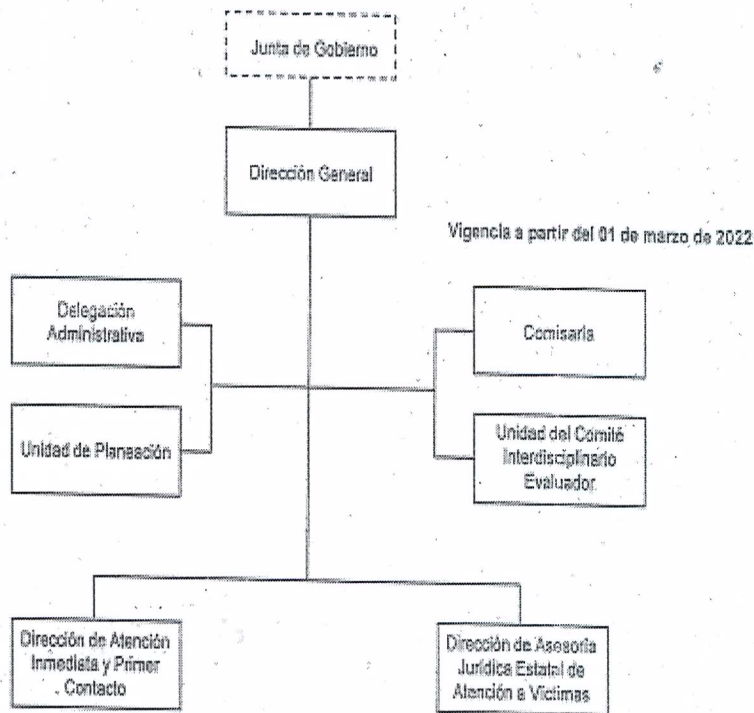 Junta de Gobierno
Dirección General
Vigencia a partir del 01 de marzo de 2022
Delegación
Administrativa
Comisaría
Unidad de Planeación
Unidad del Comité
Interdisciplinario
Evaluador
Dirección de Atención
Inmediata y Primer
Contacto
Dirección de Asesoría
Jurídica Estatal de
Atención a Víctimas